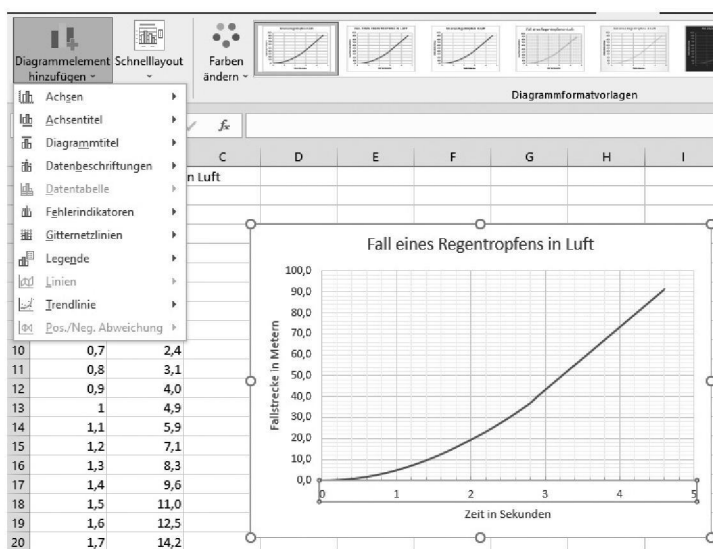 Diagrammelement hinzufügen
Schnelllayout
Farben ändern
Diagrammformatvorlagen
Achsen
Achsentitel
Diagrammtitel
Datenbeschriftungen
Datentabelle
Fehlerindikatoren
Gitternetzlinien
Legende
Linien
Trendlinie
Pos./Neg. Abweichung
fx
C D E F G H I
n Luft
10 0,7 2,4
11 0,8 3,1
12 0,9 4,0
13 1 4,9
14 1,1 5,9
15 1,2 7,1
16 1,3 8,3
17 1,4 9,6
18 1,5 11,0
19 1,6 12,5
20 1,7 14,2
Fall eines Regentropfens in Luft
Fallstrecke in Metern
100,0
90,0
80,0
70,0
60,0
50,0
40,0
30,0
20,0
10,0
0,0
0 1 2 3 4 5
Zeit in Sekunden